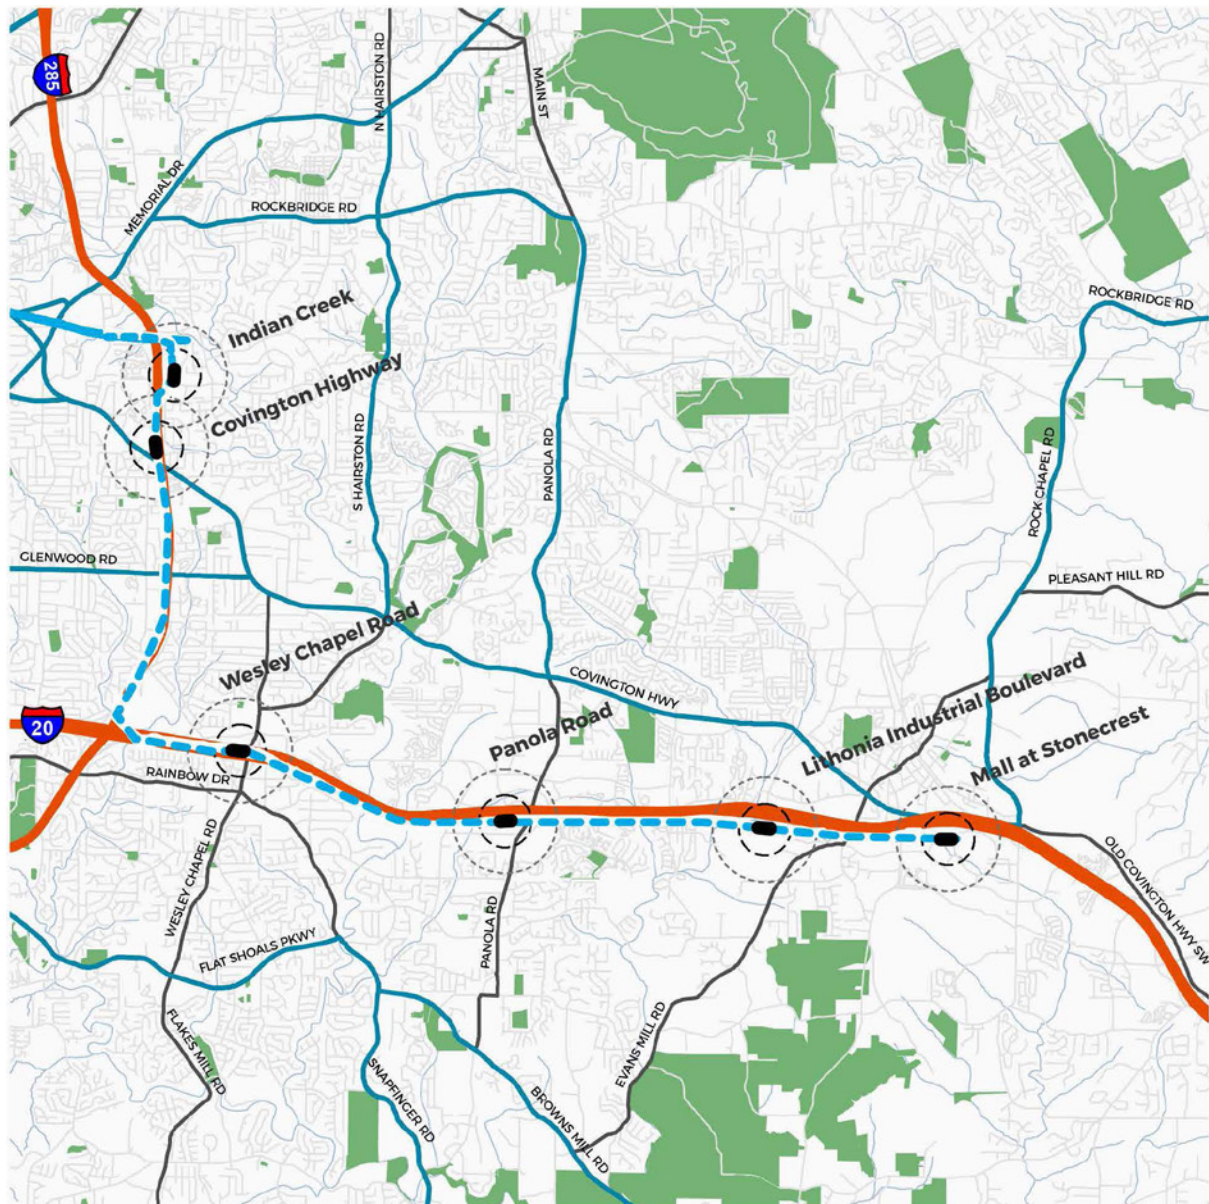 285
N HAIRSTON RD
MAIN ST
MEMORIAL DR
ROCKBRIDGE RD
ROCKBRIDGE RD
Indian Creek
Covington Highway
S HAIRSTON RD
PANOLA RD
ROCK CHAPEL RD
GLENWOOD RD
PLEASANT HILL RD
Wesley Chapel Road
COVINGTON HWY
Lithonia Industrial Boulevard
Panola Road
Mall at Stonecrest
20
RAINBOW DR
WESLEY CHAPEL RD
OLD COVINGTON HWY SW
PANOLA RD
FLAT SHOALS PKWY
FLAKES MILL RD
EVANS MILL RD
SNAPFINGER RD
BROWNS MILL RD